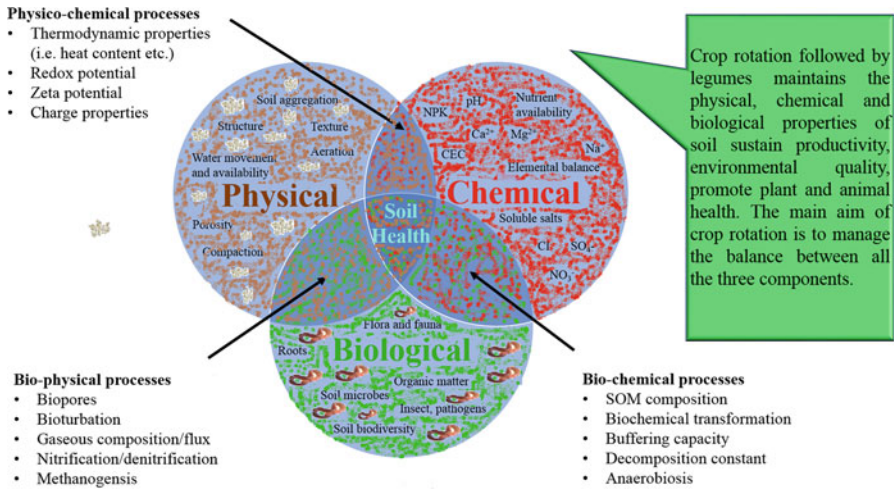 Physico-chemical processes
• Thermodynamic properties
(i.e. heat content etc.)
• Redox potential
• Zeta potential
• Charge properties
Crop rotation followed by
legumes maintains the
physical, chemical and
biological properties of
soil sustain productivity,
environmental quality,
promote plant and animal
health. The main aim of
crop rotation is to manage
the balance between all
the three components.
Soil aggregation
Structure
Texture
Water movement
and availability
Aeration
Physical
Porosity
Compaction
NPK
pH
Nutrient
availability
Ca²⁺
Mg²⁺
Na⁺
CEC
Elemental balance
Chemical
Soluble salts
Cl⁻
SO₄⁻
NO₃⁻
Soil
Health
Flora and fauna
Roots
Biological
Organic matter
Soil microbes
Insect, pathogens
Soil biodiversity
Bio-physical processes
• Biopores
• Bioturbation
• Gaseous composition/flux
• Nitrification/denitrification
• Methanogensis
Bio-chemical processes
• SOM composition
• Biochemical transformation
• Buffering capacity
• Decomposition constant
• Anaerobiosis